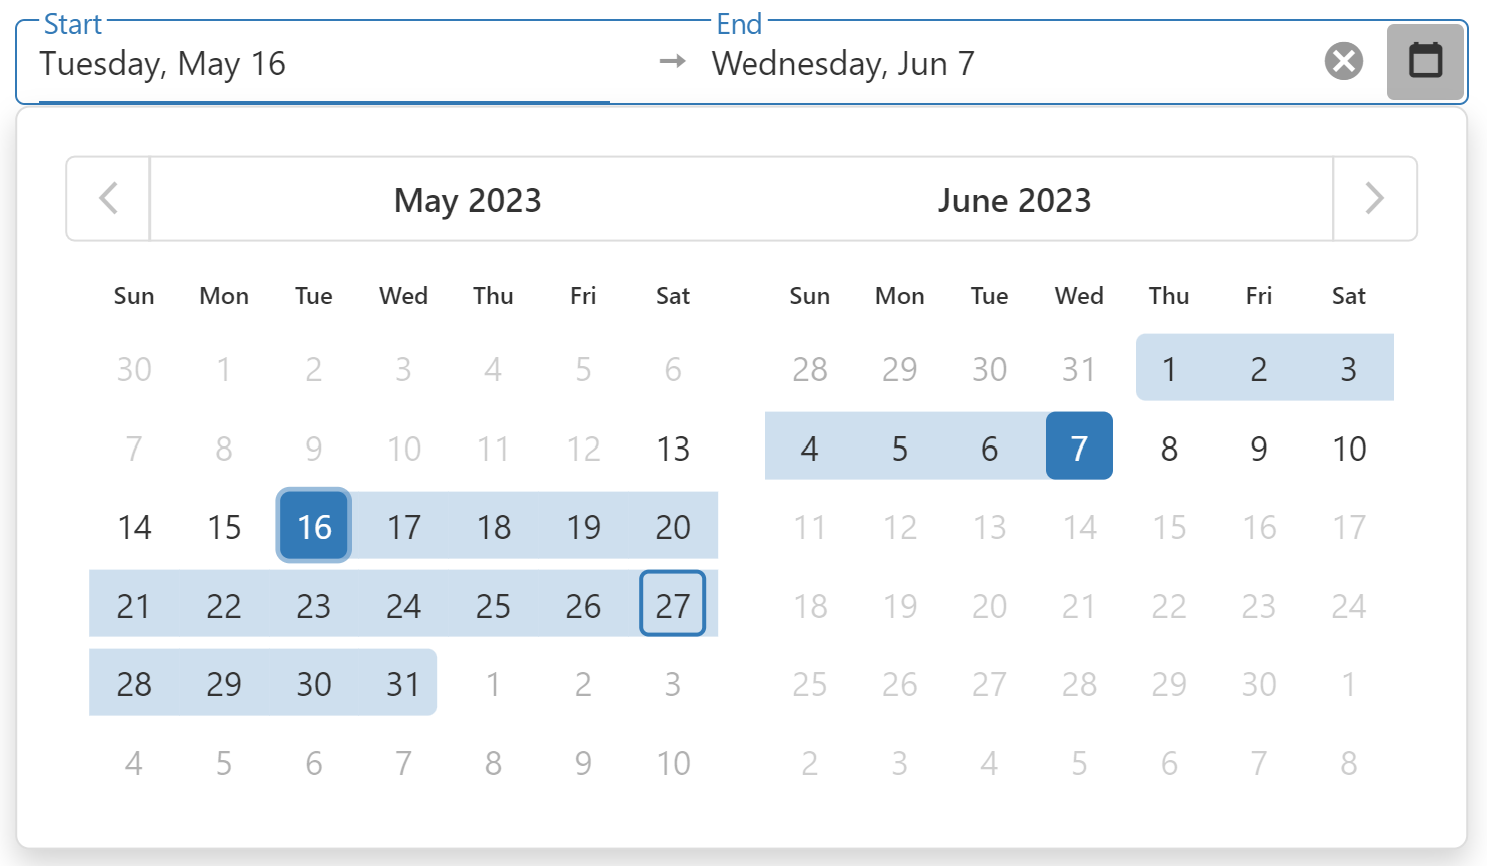 Start End
Tuesday, May 16 → Wednesday, Jun 7
May 2023 June 2023
Sun Mon Tue Wed Thu Fri Sat Sun Mon Tue Wed Thu Fri Sat
30 1 2 3 4 5 6 28 29 30 31 1 2 3
7 8 9 10 11 12 13 4 5 6 7 8 9 10
14 15 16 17 18 19 20 11 12 13 14 15 16 17
21 22 23 24 25 26 27 18 19 20 21 22 23 24
28 29 30 31 1 2 3 25 26 27 28 29 30 1
4 5 6 7 8 9 10 2 3 4 5 6 7 8